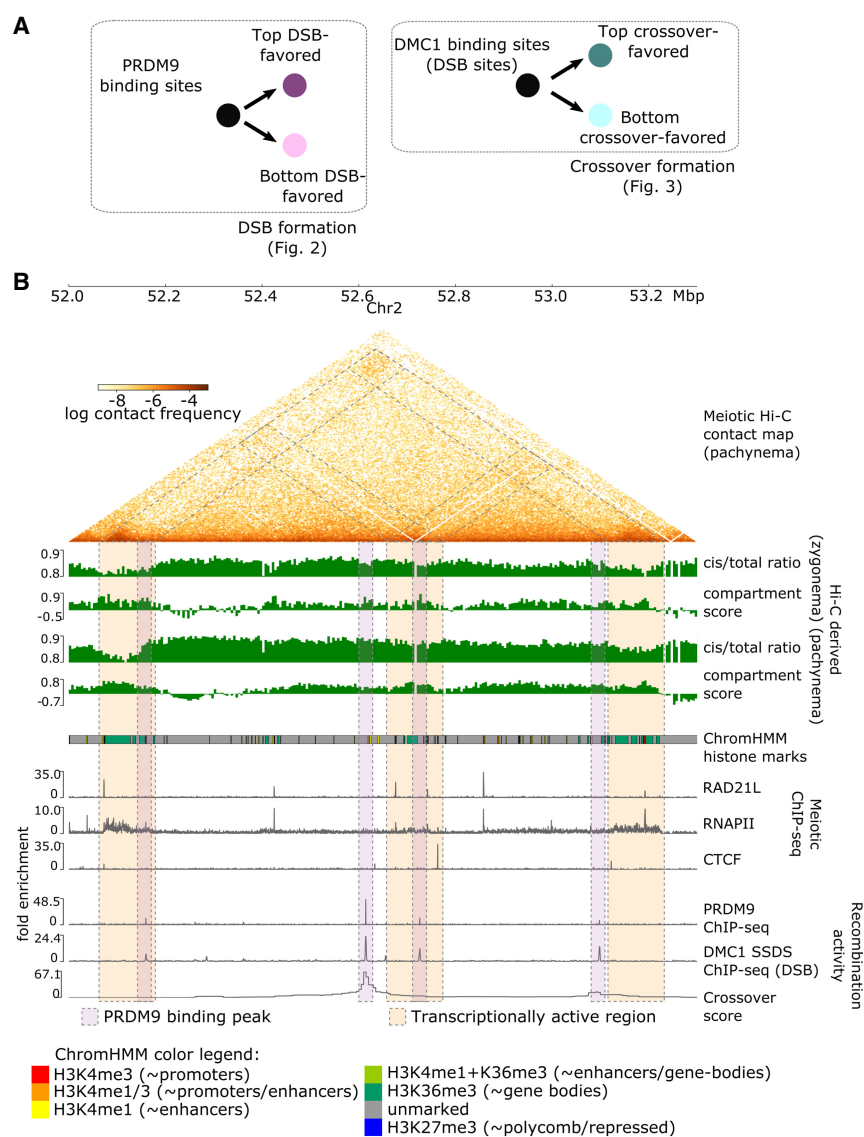 A
Top DSB-
favored
PRDM9
binding sites
Bottom DSB-
favored
DSB formation
(Fig. 2)
Top crossover-
favored
DMC1 binding sites
(DSB sites)
Bottom
crossover-favored
Crossover formation
(Fig. 3)
B
52.0 52.2 52.4 52.6 52.8 53.0 53.2 Mbp
Chr2
-8 -6 -4
log contact frequency
Meiotic Hi-C
contact map
(pachynema)
0.9
0.8
cis/total ratio
0.9
-0.5
compartment
score
0.9
0.8
cis/total ratio
0.8
-0.7
compartment
score
Hi-C derived
(zygonema) (pachynema)
ChromHMM
histone marks
35.0
0
RAD21L
10.0
0
RNAPII
35.0
0
CTCF
Meiotic
ChIP-seq
fold enrichment
48.5
0
PRDM9
ChIP-seq
24.4
0
DMC1 SSDS
ChIP-seq (DSB)
67.1
0
Crossover
score
Recombination
activity
PRDM9 binding peak
Transcriptionally active region
ChromHMM color legend:
H3K4me3 (~promoters)
H3K4me1/3 (~promoters/enhancers)
H3K4me1 (~enhancers)
H3K4me1+K36me3 (~enhancers/gene-bodies)
H3K36me3 (~gene bodies)
unmarked
H3K27me3 (~polycomb/repressed)